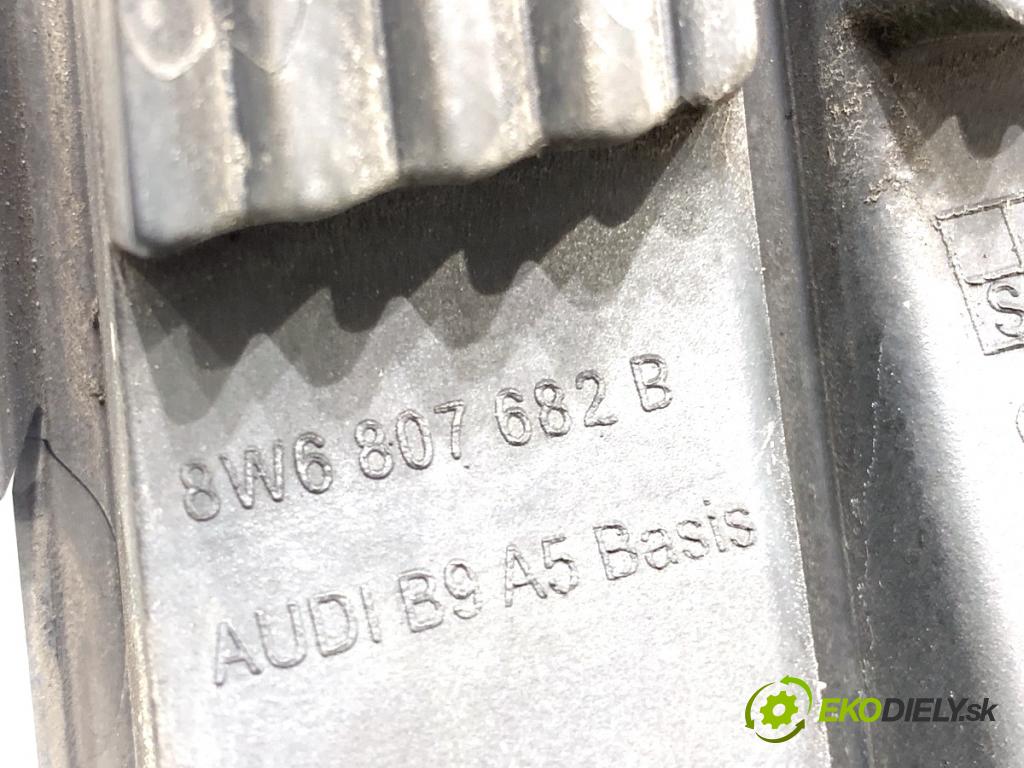 8W6 807 682 B
AUDI B9 A5 Basis
S
EKODIELY.sk